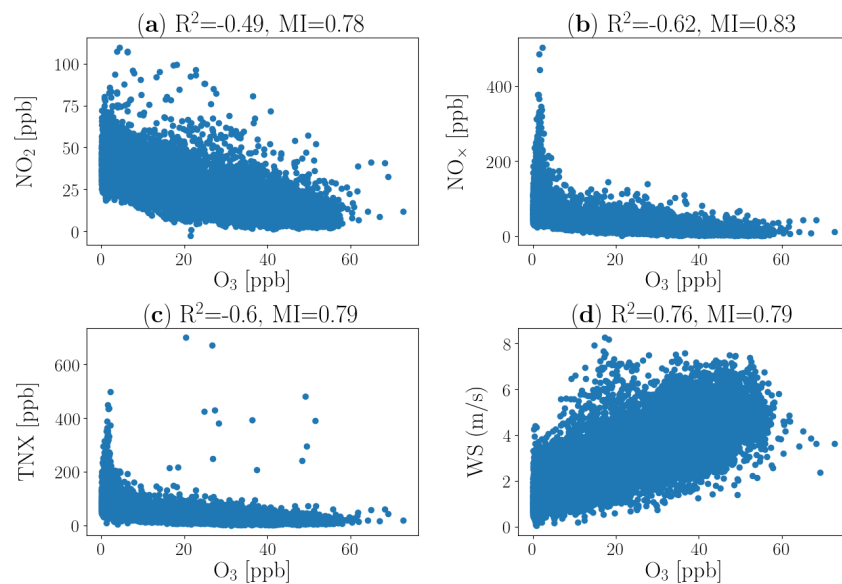 (a) R²=-0.49, MI=0.78
NO₂ [ppb]
100
75
50
25
0
0 20 40 60
O₃ [ppb]
(b) R²=-0.62, MI=0.83
NO× [ppb]
400
200
0
0 20 40 60
O₃ [ppb]
(c) R²=-0.6, MI=0.79
TNX [ppb]
600
400
200
0
0 20 40 60
O₃ [ppb]
(d) R²=0.76, MI=0.79
WS (m/s)
8
6
4
2
0
0 20 40 60
O₃ [ppb]